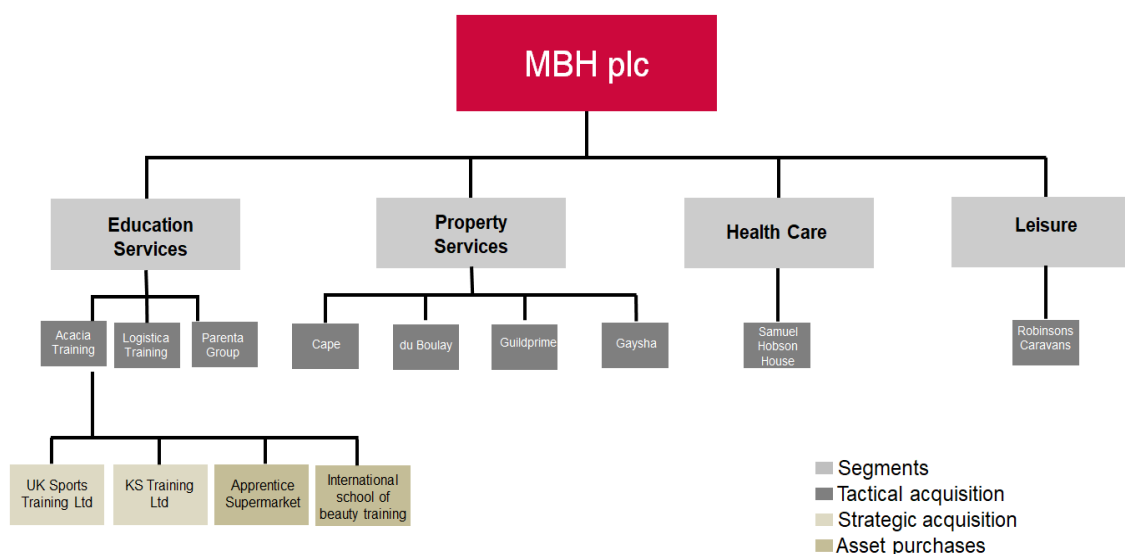 MBH plc
Education
Services
Property
Services
Health Care
Leisure
Acacia
Training
Logistica
Training
Parenta
Group
Cape
du Boulay
Guildprime
Gaysha
Samuel
Hobson
House
Robinsons
Caravans
UK Sports
Training Ltd
KS Training
Ltd
Apprentice
Supermarket
International
school of
beauty training
Segments
Tactical acquisition
Strategic acquisition
Asset purchases